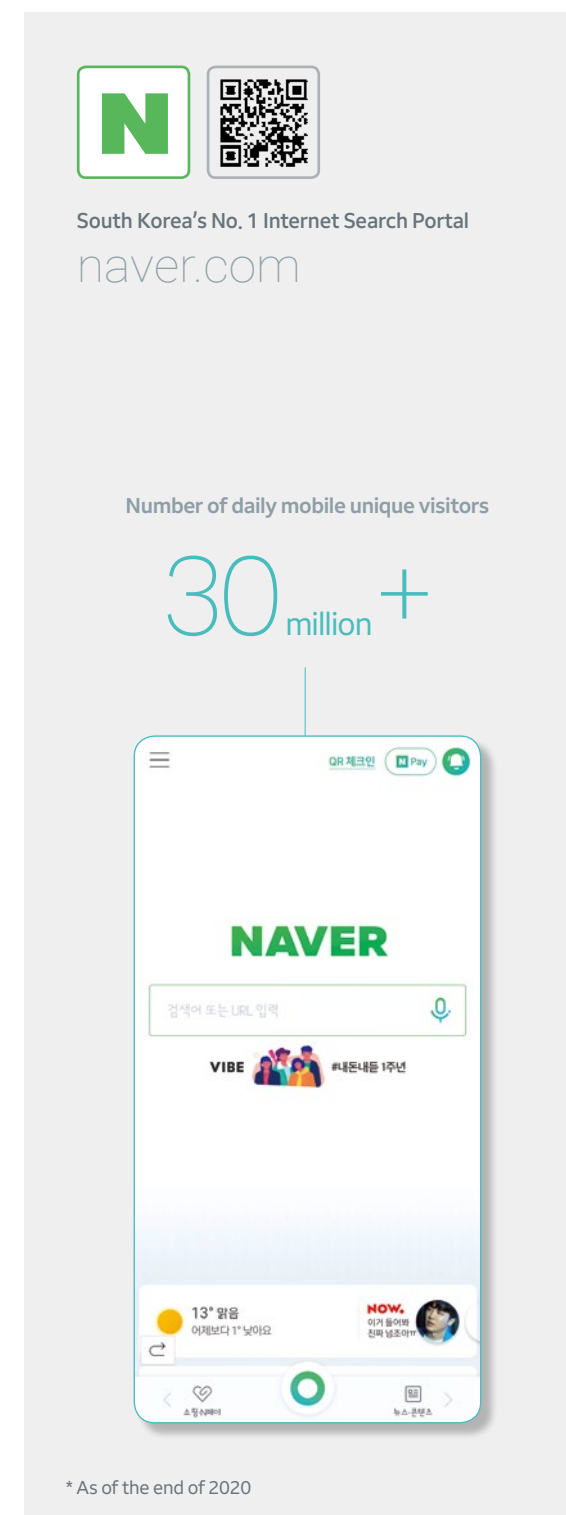 N
South Korea's No. 1 Internet Search Portal
naver.com
Number of daily mobile unique visitors
30 million +
QR 체크인 N Pay
NAVER
검색어 또는 URL 입력
VIBE #내돈내듣 1주년
13° 맑음
어제보다 1° 낮아요
NOW.
이거 들어봐
진짜 넘조아ㅠ
쇼핑·N페이
뉴스·콘텐츠
* As of the end of 2020